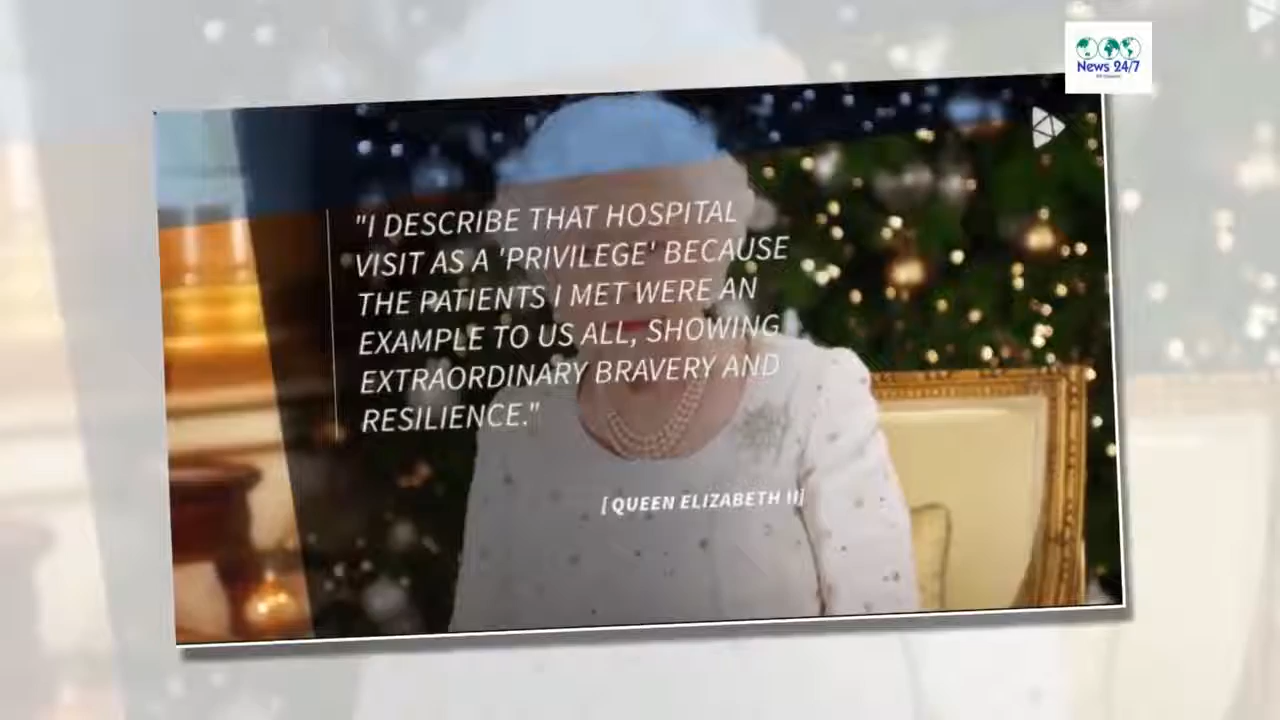 News 24/7
"I DESCRIBE THAT HOSPITAL
VISIT AS A 'PRIVILEGE' BECAUSE
THE PATIENTS I MET WERE AN
EXAMPLE TO US ALL, SHOWING
EXTRAORDINARY BRAVERY AND
RESILIENCE."
[ QUEEN ELIZABETH II]